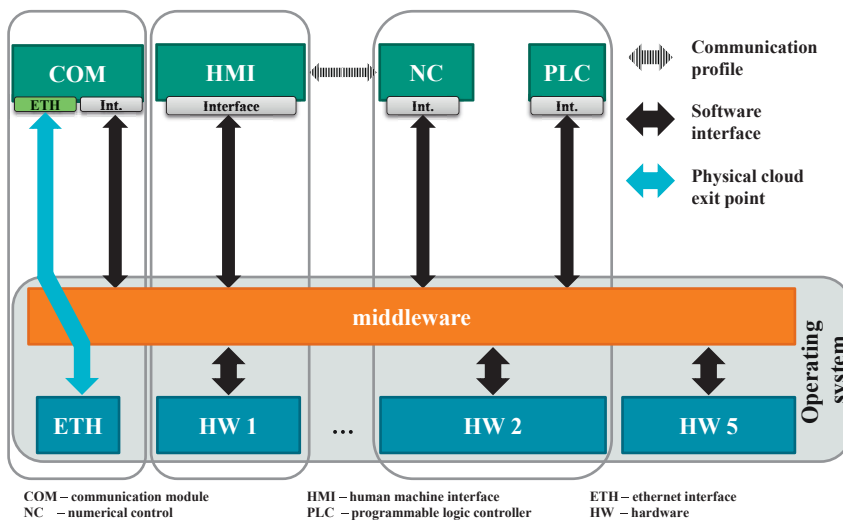 COM
HMI
NC
PLC
ETH
Int.
Interface
Int.
Int.
Communication
profile
Software
interface
Physical cloud
exit point
middleware
Operating
system
ETH
HW 1
...
HW 2
HW 5
COM – communication module
HMI – human machine interface
ETH – ethernet interface
NC – numerical control
PLC – programmable logic controller
HW – hardware